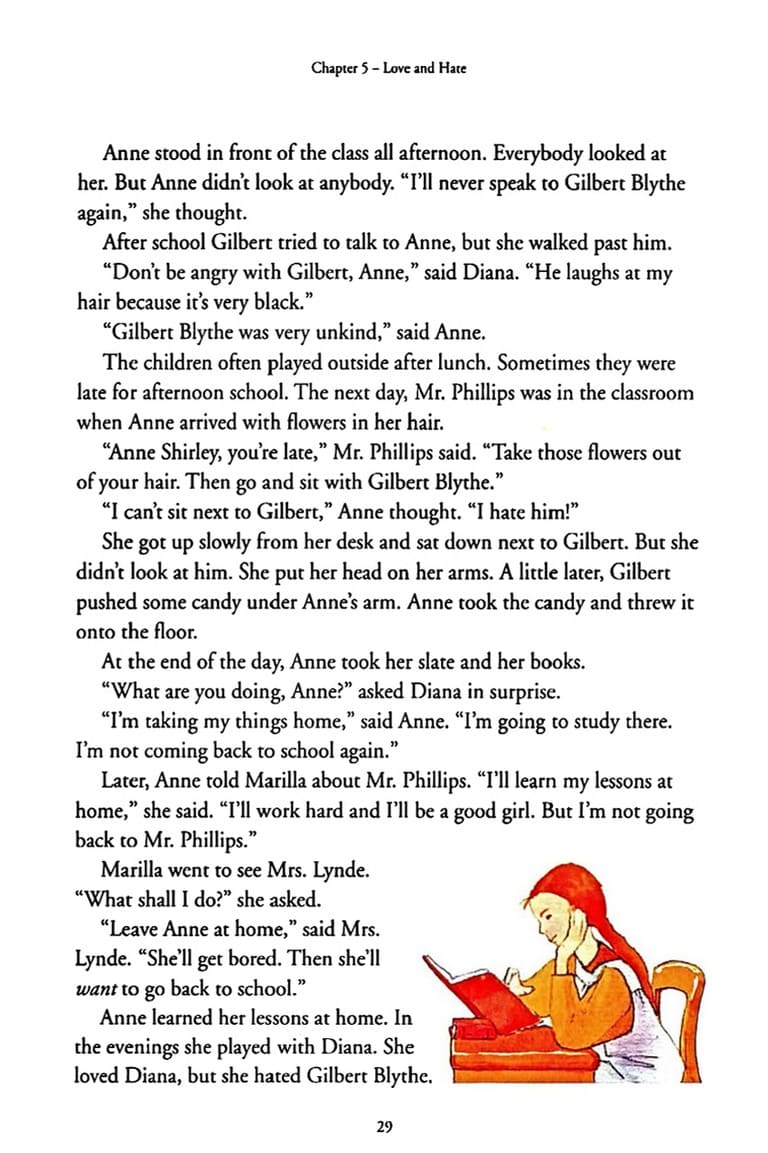 Chapter 5 – Love and Hate
Anne stood in front of the class all afternoon. Everybody looked at
her. But Anne didn’t look at anybody. “I’ll never speak to Gilbert Blythe
again,” she thought.
After school Gilbert tried to talk to Anne, but she walked past him.
“Don’t be angry with Gilbert, Anne,” said Diana. “He laughs at my
hair because it’s very black.”
“Gilbert Blythe was very unkind,” said Anne.
The children often played outside after lunch. Sometimes they were
late for afternoon school. The next day, Mr. Phillips was in the classroom
when Anne arrived with flowers in her hair.
“Anne Shirley, you’re late,” Mr. Phillips said. “Take those flowers out
of your hair. Then go and sit with Gilbert Blythe.”
“I can’t sit next to Gilbert,” Anne thought. “I hate him!”
She got up slowly from her desk and sat down next to Gilbert. But she
didn’t look at him. She put her head on her arms. A little later, Gilbert
pushed some candy under Anne’s arm. Anne took the candy and threw it
onto the floor.
At the end of the day, Anne took her slate and her books.
“What are you doing, Anne?” asked Diana in surprise.
“I’m taking my things home,” said Anne. “I’m going to study there.
I’m not coming back to school again.”
Later, Anne told Marilla about Mr. Phillips. “I’ll learn my lessons at
home,” she said. “I’ll work hard and I’ll be a good girl. But I’m not going
back to Mr. Phillips.”
Marilla went to see Mrs. Lynde.
“What shall I do?” she asked.
“Leave Anne at home,” said Mrs.
Lynde. “She’ll get bored. Then she’ll
want to go back to school.”
Anne learned her lessons at home. In
the evenings she played with Diana. She
loved Diana, but she hated Gilbert Blythe.
29